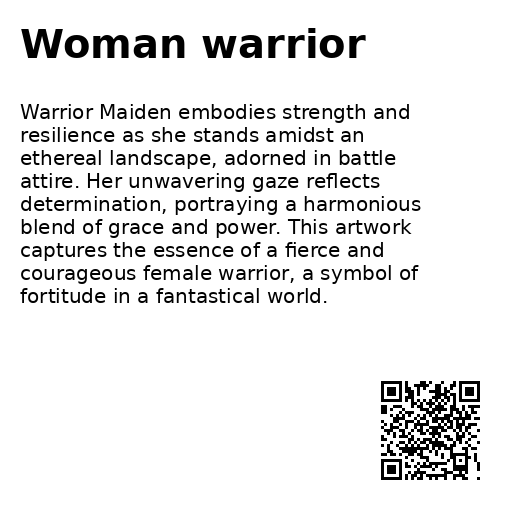 Woman warrior
Warrior Maiden embodies strength and
resilience as she stands amidst an
ethereal landscape, adorned in battle
attire. Her unwavering gaze reflects
determination, portraying a harmonious
blend of grace and power. This artwork
captures the essence of a fierce and
courageous female warrior, a symbol of
fortitude in a fantastical world.